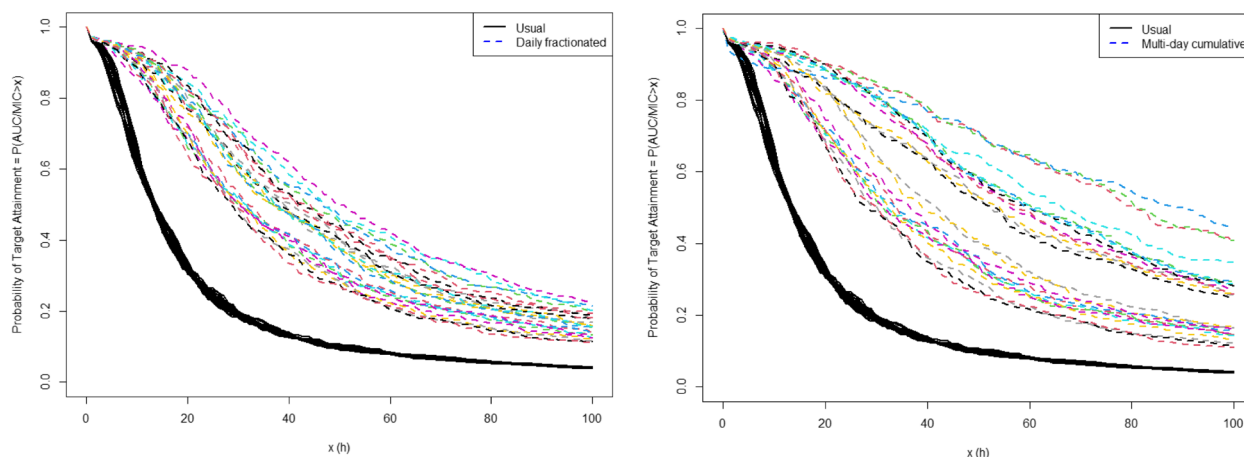 Usual
Daily fractionated
Probability of Target Attainment = P(AUC/MIC>x)
1.0
0.8
0.6
0.4
0.2
0.0
0 20 40 60 80 100
x (h)
Usual
Multi-day cumulative
Probability of Target Attainment = P(AUC/MIC>x)
1.0
0.8
0.6
0.4
0.2
0.0
0 20 40 60 80 100
x (h)